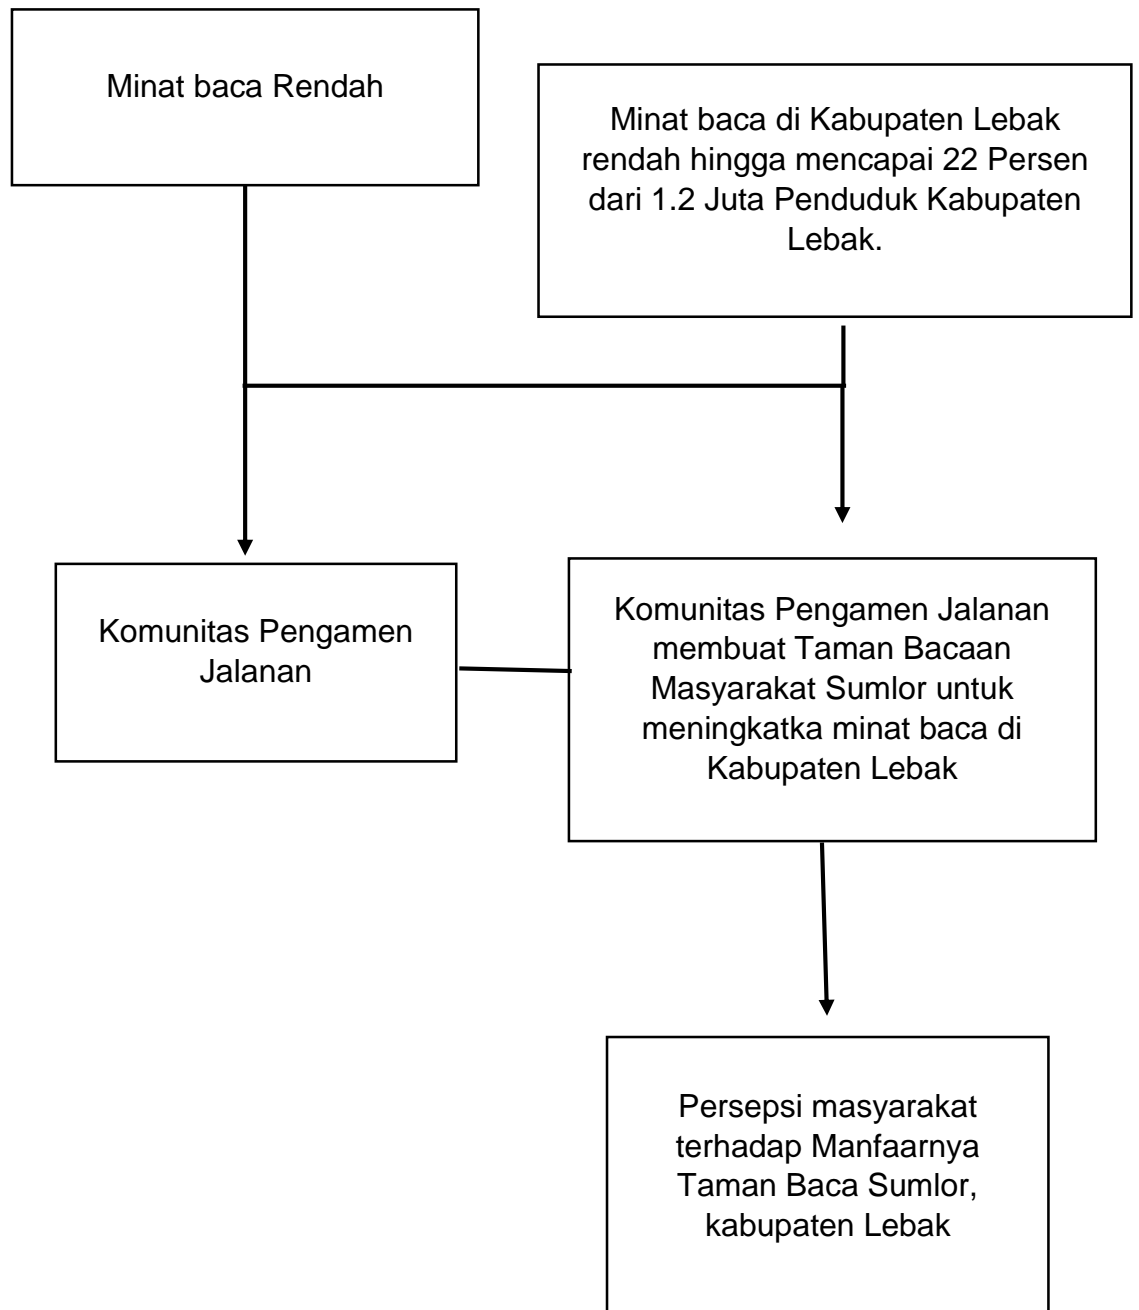 Minat baca Rendah
Minat baca di Kabupaten Lebak
rendah hingga mencapai 22 Persen
dari 1.2 Juta Penduduk Kabupaten
Lebak.
Komunitas Pengamen
Jalanan
Komunitas Pengamen Jalanan
membuat Taman Bacaan
Masyarakat Sumlor untuk
meningkatka minat baca di
Kabupaten Lebak
Persepsi masyarakat
terhadap Manfaarnya
Taman Baca Sumlor,
kabupaten Lebak